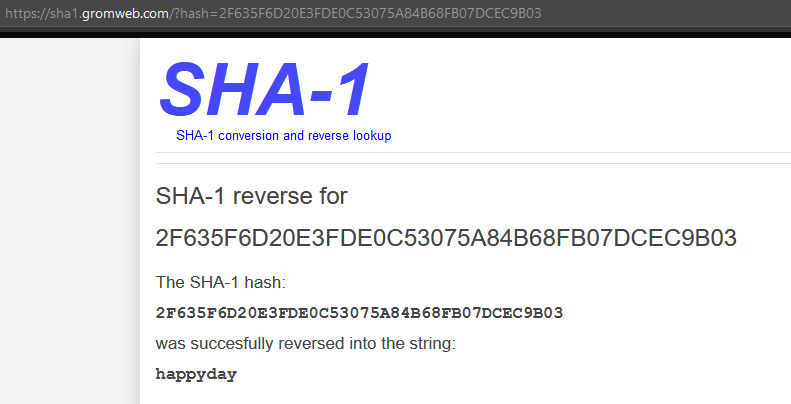 https://sha1.gromweb.com/?hash=2F635F6D20E3FDE0C53075A84B68FB07DCEC9B03
SHA-1
SHA-1 conversion and reverse lookup
SHA-1 reverse for
2F635F6D20E3FDE0C53075A84B68FB07DCEC9B03
The SHA-1 hash:
2F635F6D20E3FDE0C53075A84B68FB07DCEC9B03
was succesfully reversed into the string:
happyday